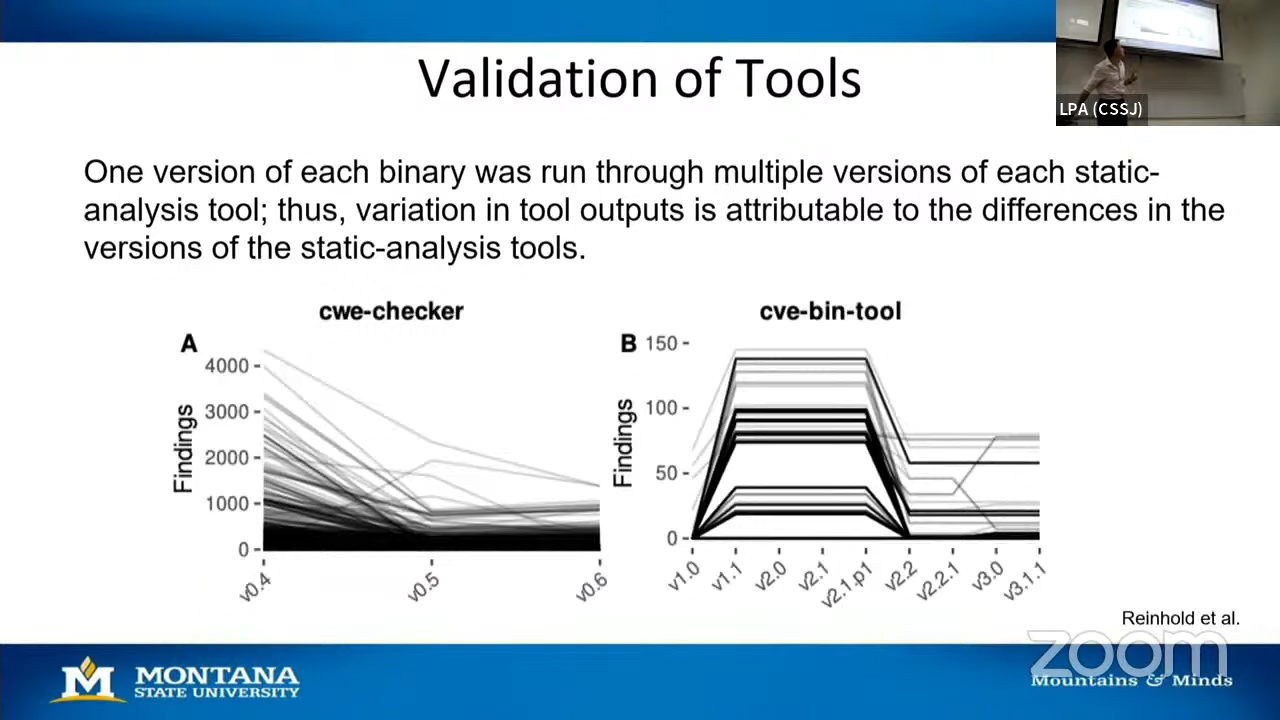 Validation of Tools
LPA (CSSJ)
One version of each binary was run through multiple versions of each static-
analysis tool; thus, variation in tool outputs is attributable to the differences in the
versions of the static-analysis tools.
cwe-checker
A
Findings
4000
3000
2000
1000
0
v0.4
v0.5
v0.6
cve-bin-tool
B
Findings
150
100
50
0
v1.0
v1.1
v2.0
v2.1
v2.1.p1
v2.2
v2.2.1
v3.0
v3.1.1
Reinhold et al.
zoom
M MONTANA
STATE UNIVERSITY
Mountains & Minds